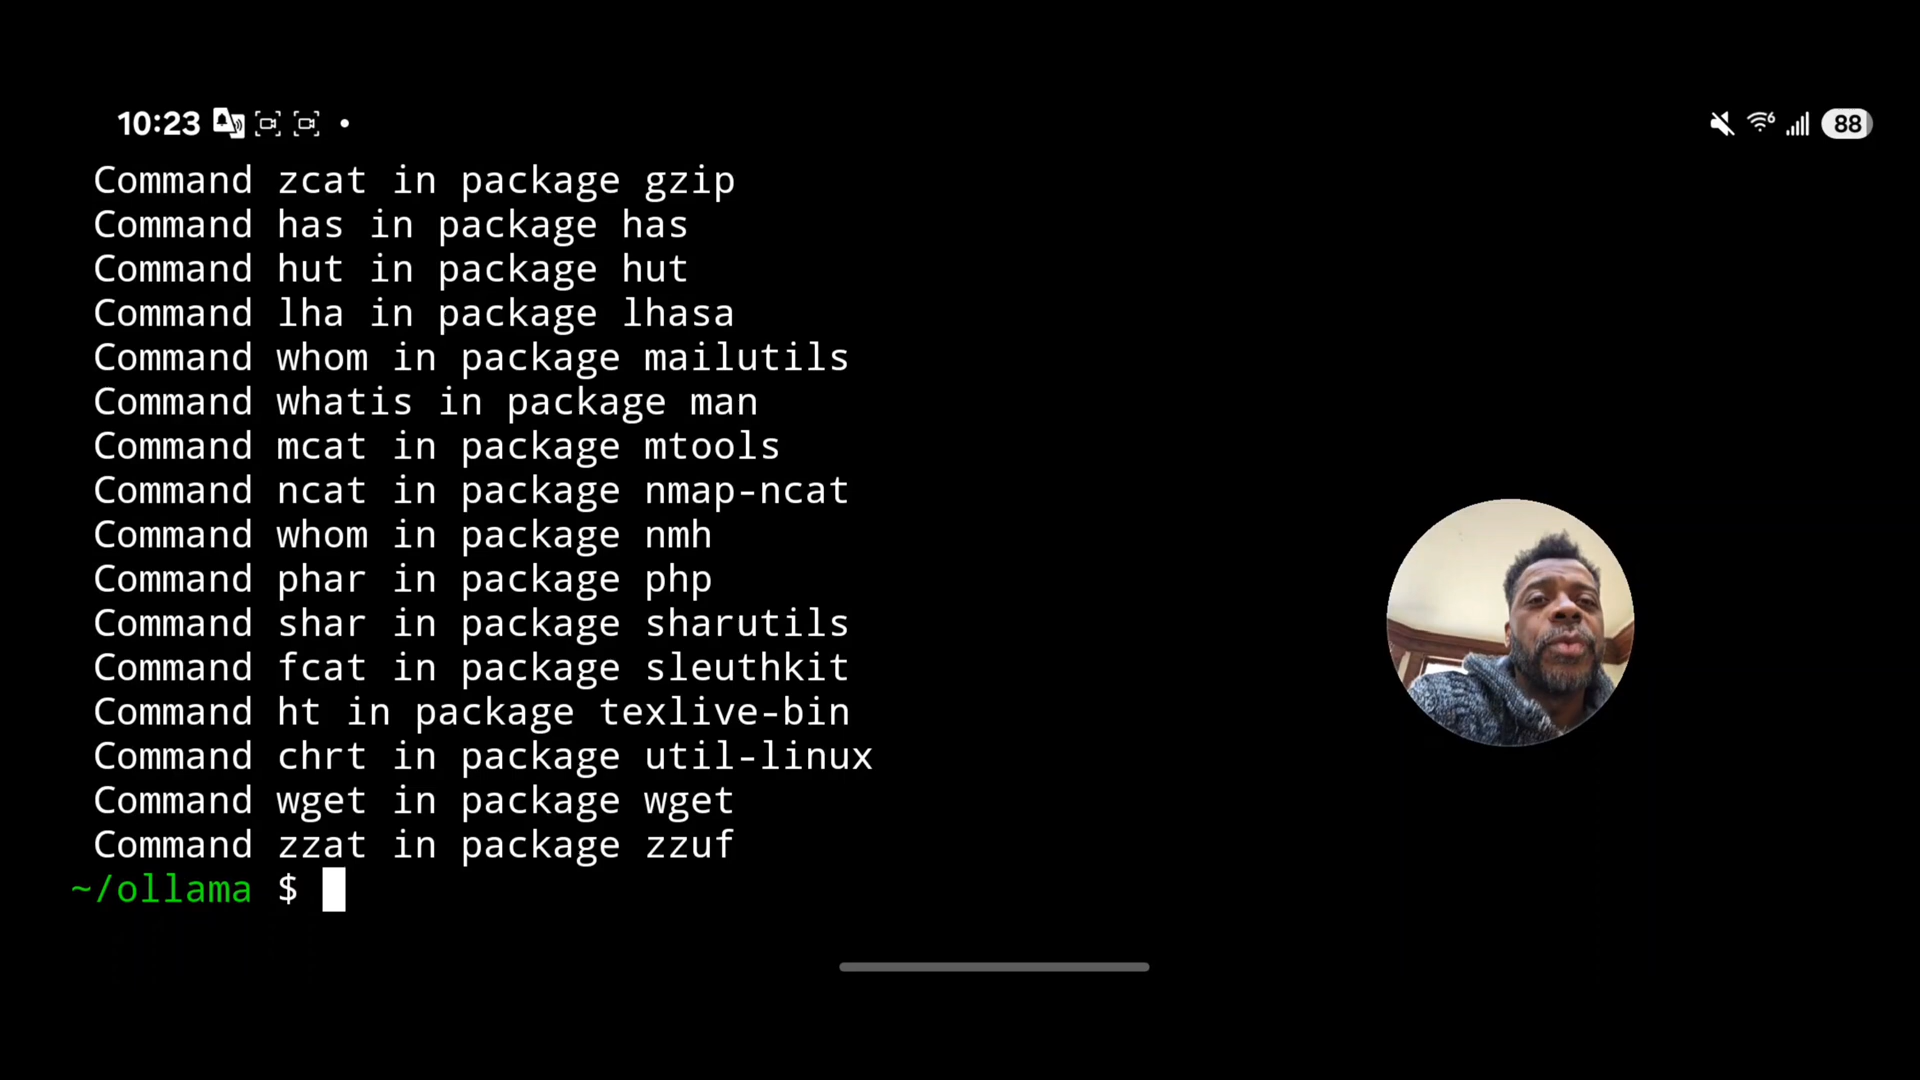 10:23 88
Command zcat in package gzip
Command has in package has
Command hut in package hut
Command lha in package lhasa
Command whom in package mailutils
Command whatis in package man
Command mcat in package mtools
Command ncat in package nmap-ncat
Command whom in package nmh
Command phar in package php
Command shar in package sharutils
Command fcat in package sleuthkit
Command ht in package texlive-bin
Command chrt in package util-linux
Command wget in package wget
Command zzat in package zzuf
~/ollama $